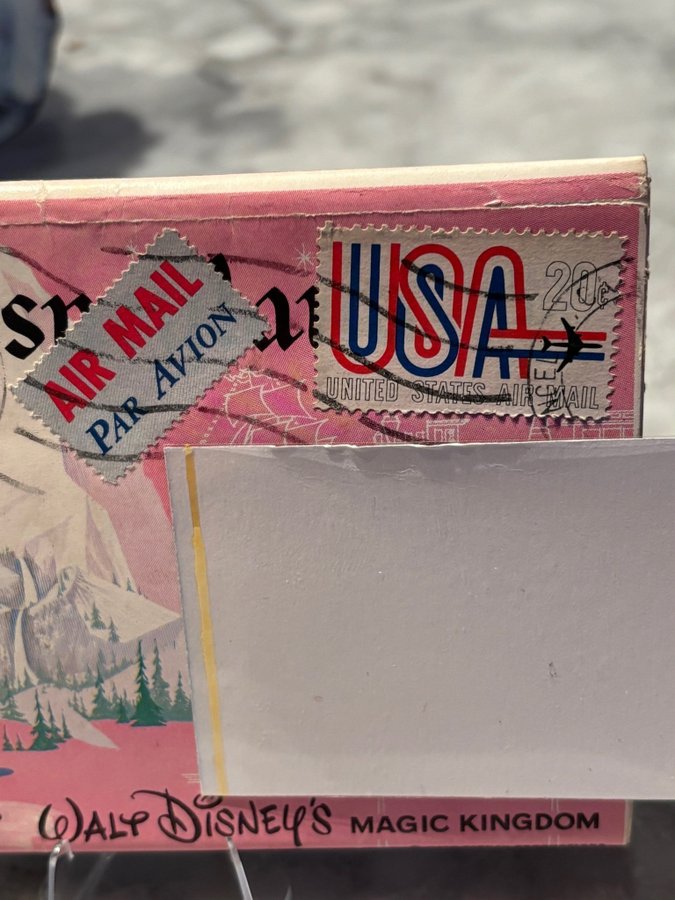 AIR MAIL
PAR AVION
USA 20c
UNITED STATES AIR MAIL
WALT DISNEY'S MAGIC KINGDOM